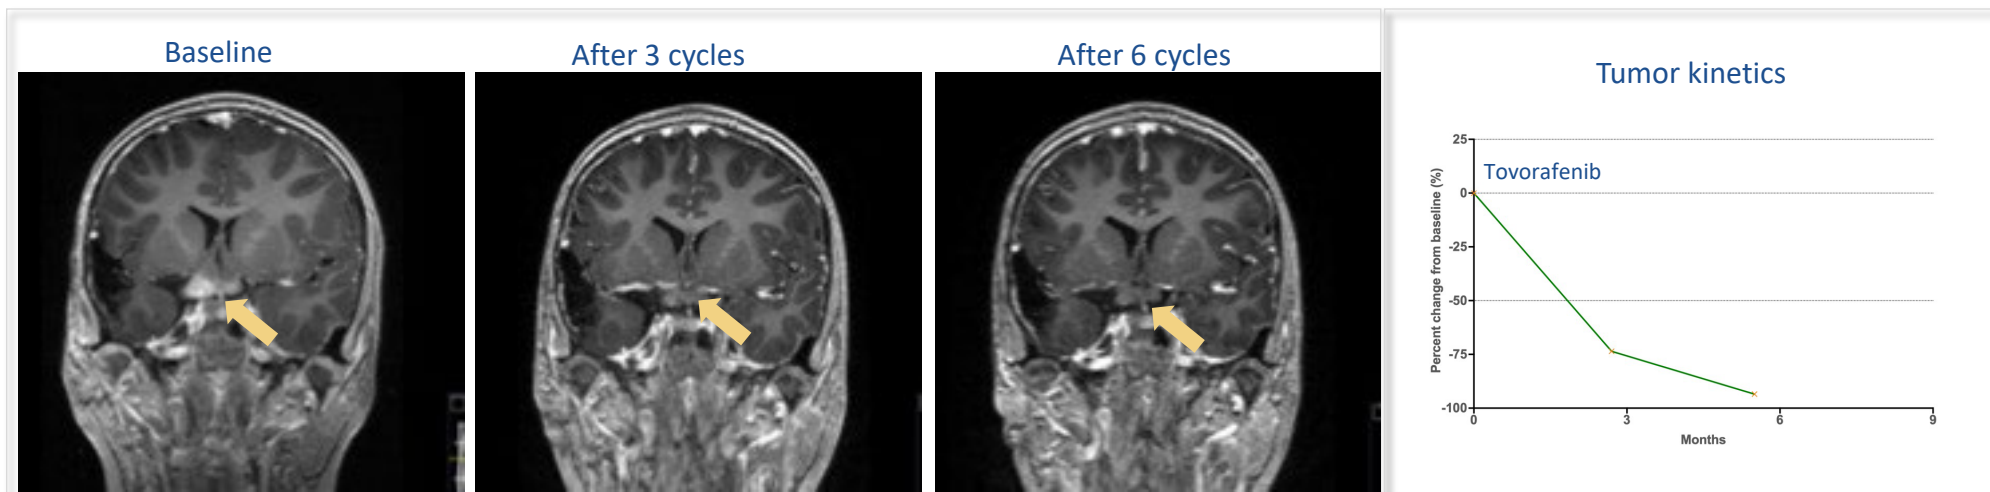 Baseline
After 3 cycles
After 6 cycles
Tumor kinetics
25
Tovorafenib
0
-25
-50
-75
-100
Percent change from baseline (%)
0 3 6 9
Months